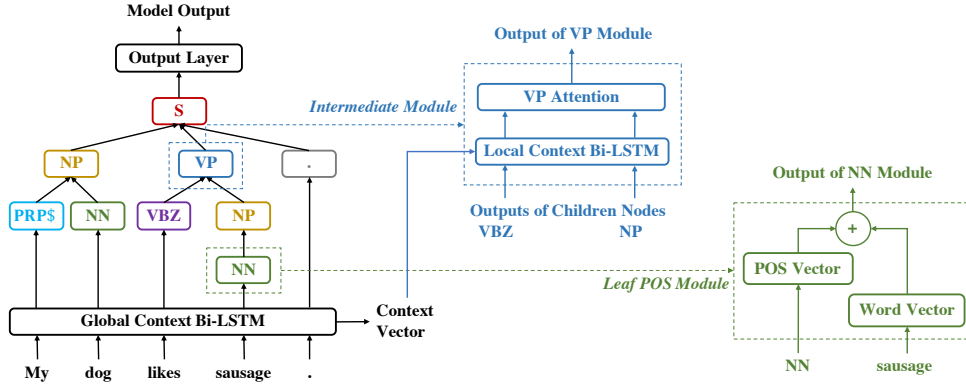 Model Output
Output Layer
S
NP
VP
.
PRP$
NN
VBZ
NP
NN
Global Context Bi-LSTM
My
dog
likes
sausage
.
Context
Vector
Intermediate Module
Output of VP Module
VP Attention
Local Context Bi-LSTM
Outputs of Children Nodes
VBZ
NP
Leaf POS Module
Output of NN Module
+
POS Vector
Word Vector
NN
sausage